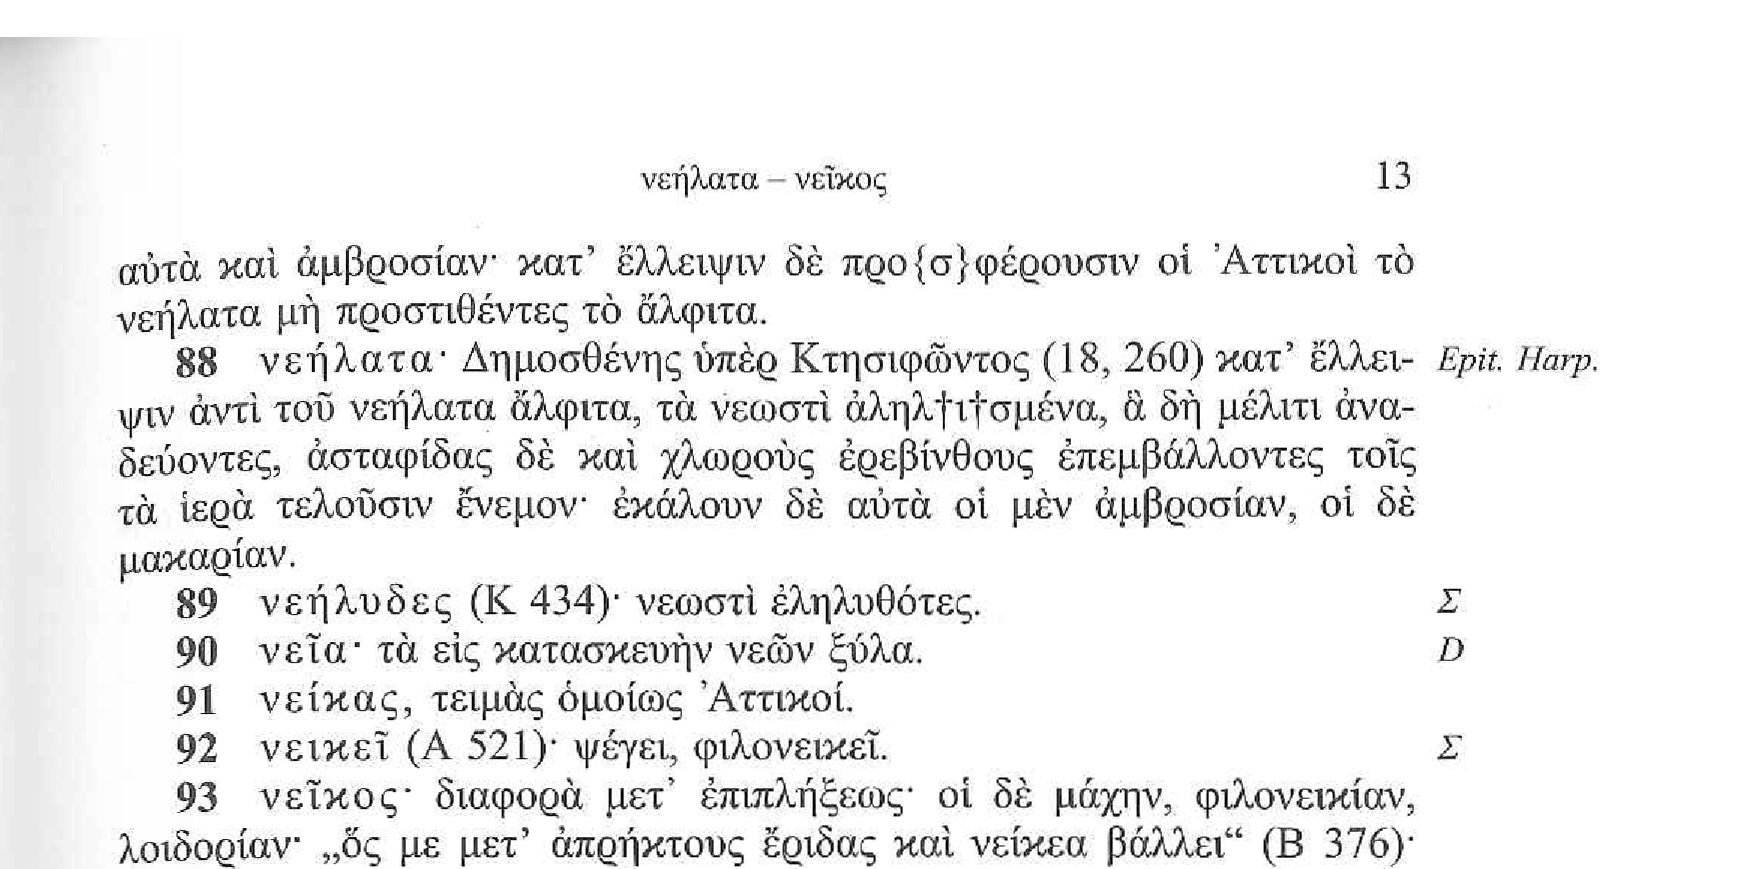 νεήλατα – νεῖκος 13
αὐτὰ καὶ ἀμβροσίαν· κατ’ ἔλλειψιν δὲ προ{σ}φέρουσιν οἱ Ἀττικοὶ τὸ
νεήλατα μὴ προστιθέντες τὸ ἄλφιτα.
88 νεήλατα· Δημοσθένης ὑπὲρ Κτησιφῶντος (18, 260) κατ’ ἔλλει- Epit. Harp.
ψιν ἀντὶ τοῦ νεήλατα ἄλφιτα, τὰ νεωστὶ ἀληλ†ι†σμένα, ἃ δὴ μέλιτι ἀνα-
δεύοντες, ἀσταφίδας δὲ καὶ χλωροὺς ἐρεβίνθους ἐπεμβάλλοντες τοῖς
τὰ ἱερὰ τελοῦσιν ἔνεμον· ἐκάλουν δὲ αὐτὰ οἱ μὲν ἀμβροσίαν, οἱ δὲ
μακαρίαν.
89 νεήλυδες (Κ 434)· νεωστὶ ἐληλυθότες. Σ
90 νεῖα· τὰ εἰς κατασκευὴν νεῶν ξύλα. D
91 νείκας, τειμὰς ὁμοίως Ἀττικοί.
92 νεικεῖ (Α 521)· ψέγει, φιλονεικεῖ. Σ
93 νεῖκος· διαφορὰ μετ’ ἐπιπλήξεως· οἱ δὲ μάχην, φιλονεικίαν,
λοιδορίαν· „ὅς με μετ’ ἀπρήκτους ἔριδας καὶ νείκεα βάλλει“ (Β 376)·